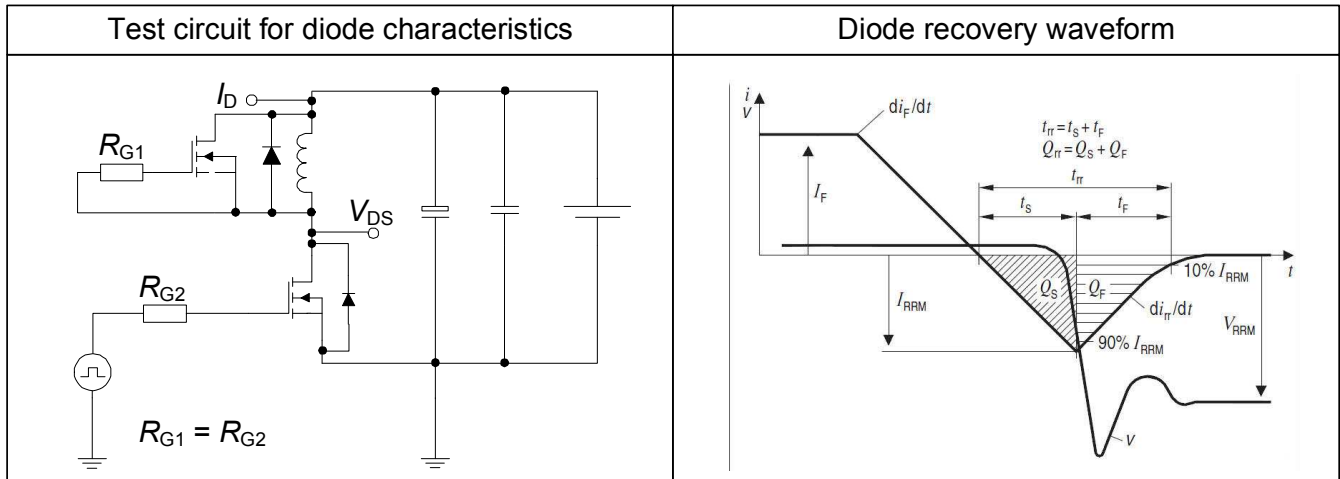 Test circuit for diode characteristics
Diode recovery waveform
I_D
R_G1
V_DS
R_G2
R_G1 = R_G2
i
v
di_F/dt
t_rr = t_S + t_F
Q_rr = Q_S + Q_F
t_rr
I_F
t_S
t_F
10% I_RRM
t
Q_S
Q_F
I_RRM
di_rr/dt
V_RRM
90% I_RRM
v